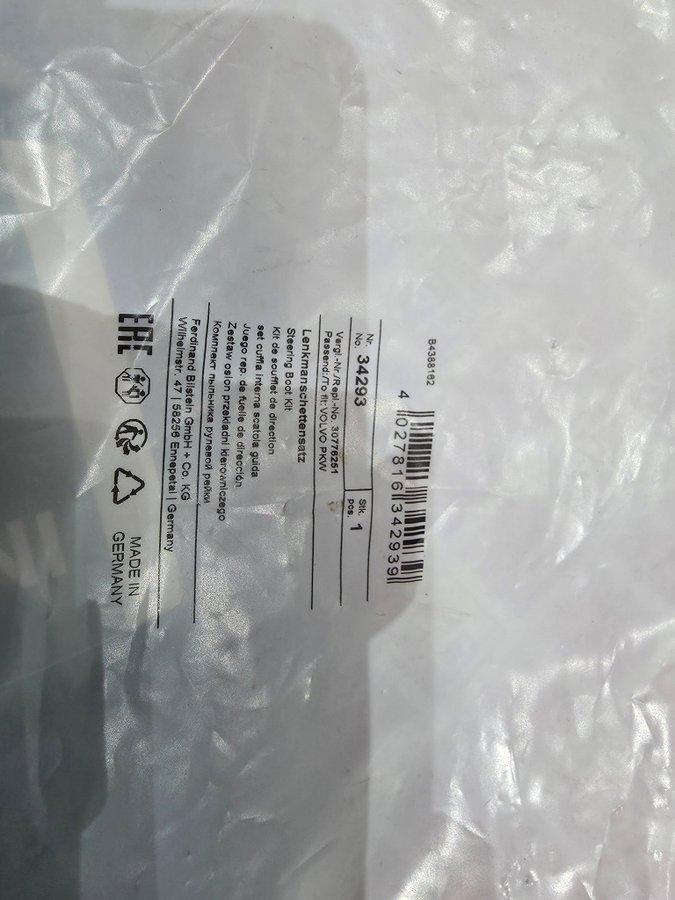 B4388162
4 027816 342939
Nr. No. 34293 Stk. pcs. 1
Vergl.-Nr./Repl.-No. 30776251
Passend:/To fit: VOLVO PKW
Lenkmanschettensatz
Steering Boot Kit
Kit de soufflet de direction
set cuffia interna scatola guida
Juego rep. de fuelle de dirección
Zestaw osłon przekładni kierowniczego
Комплект пыльника рулевой рейки
Ferdinand Bilstein GmbH + Co. KG
Wilhelmstr. 47 | 58256 Ennepetal | Germany
EAC
MADE IN
GERMANY